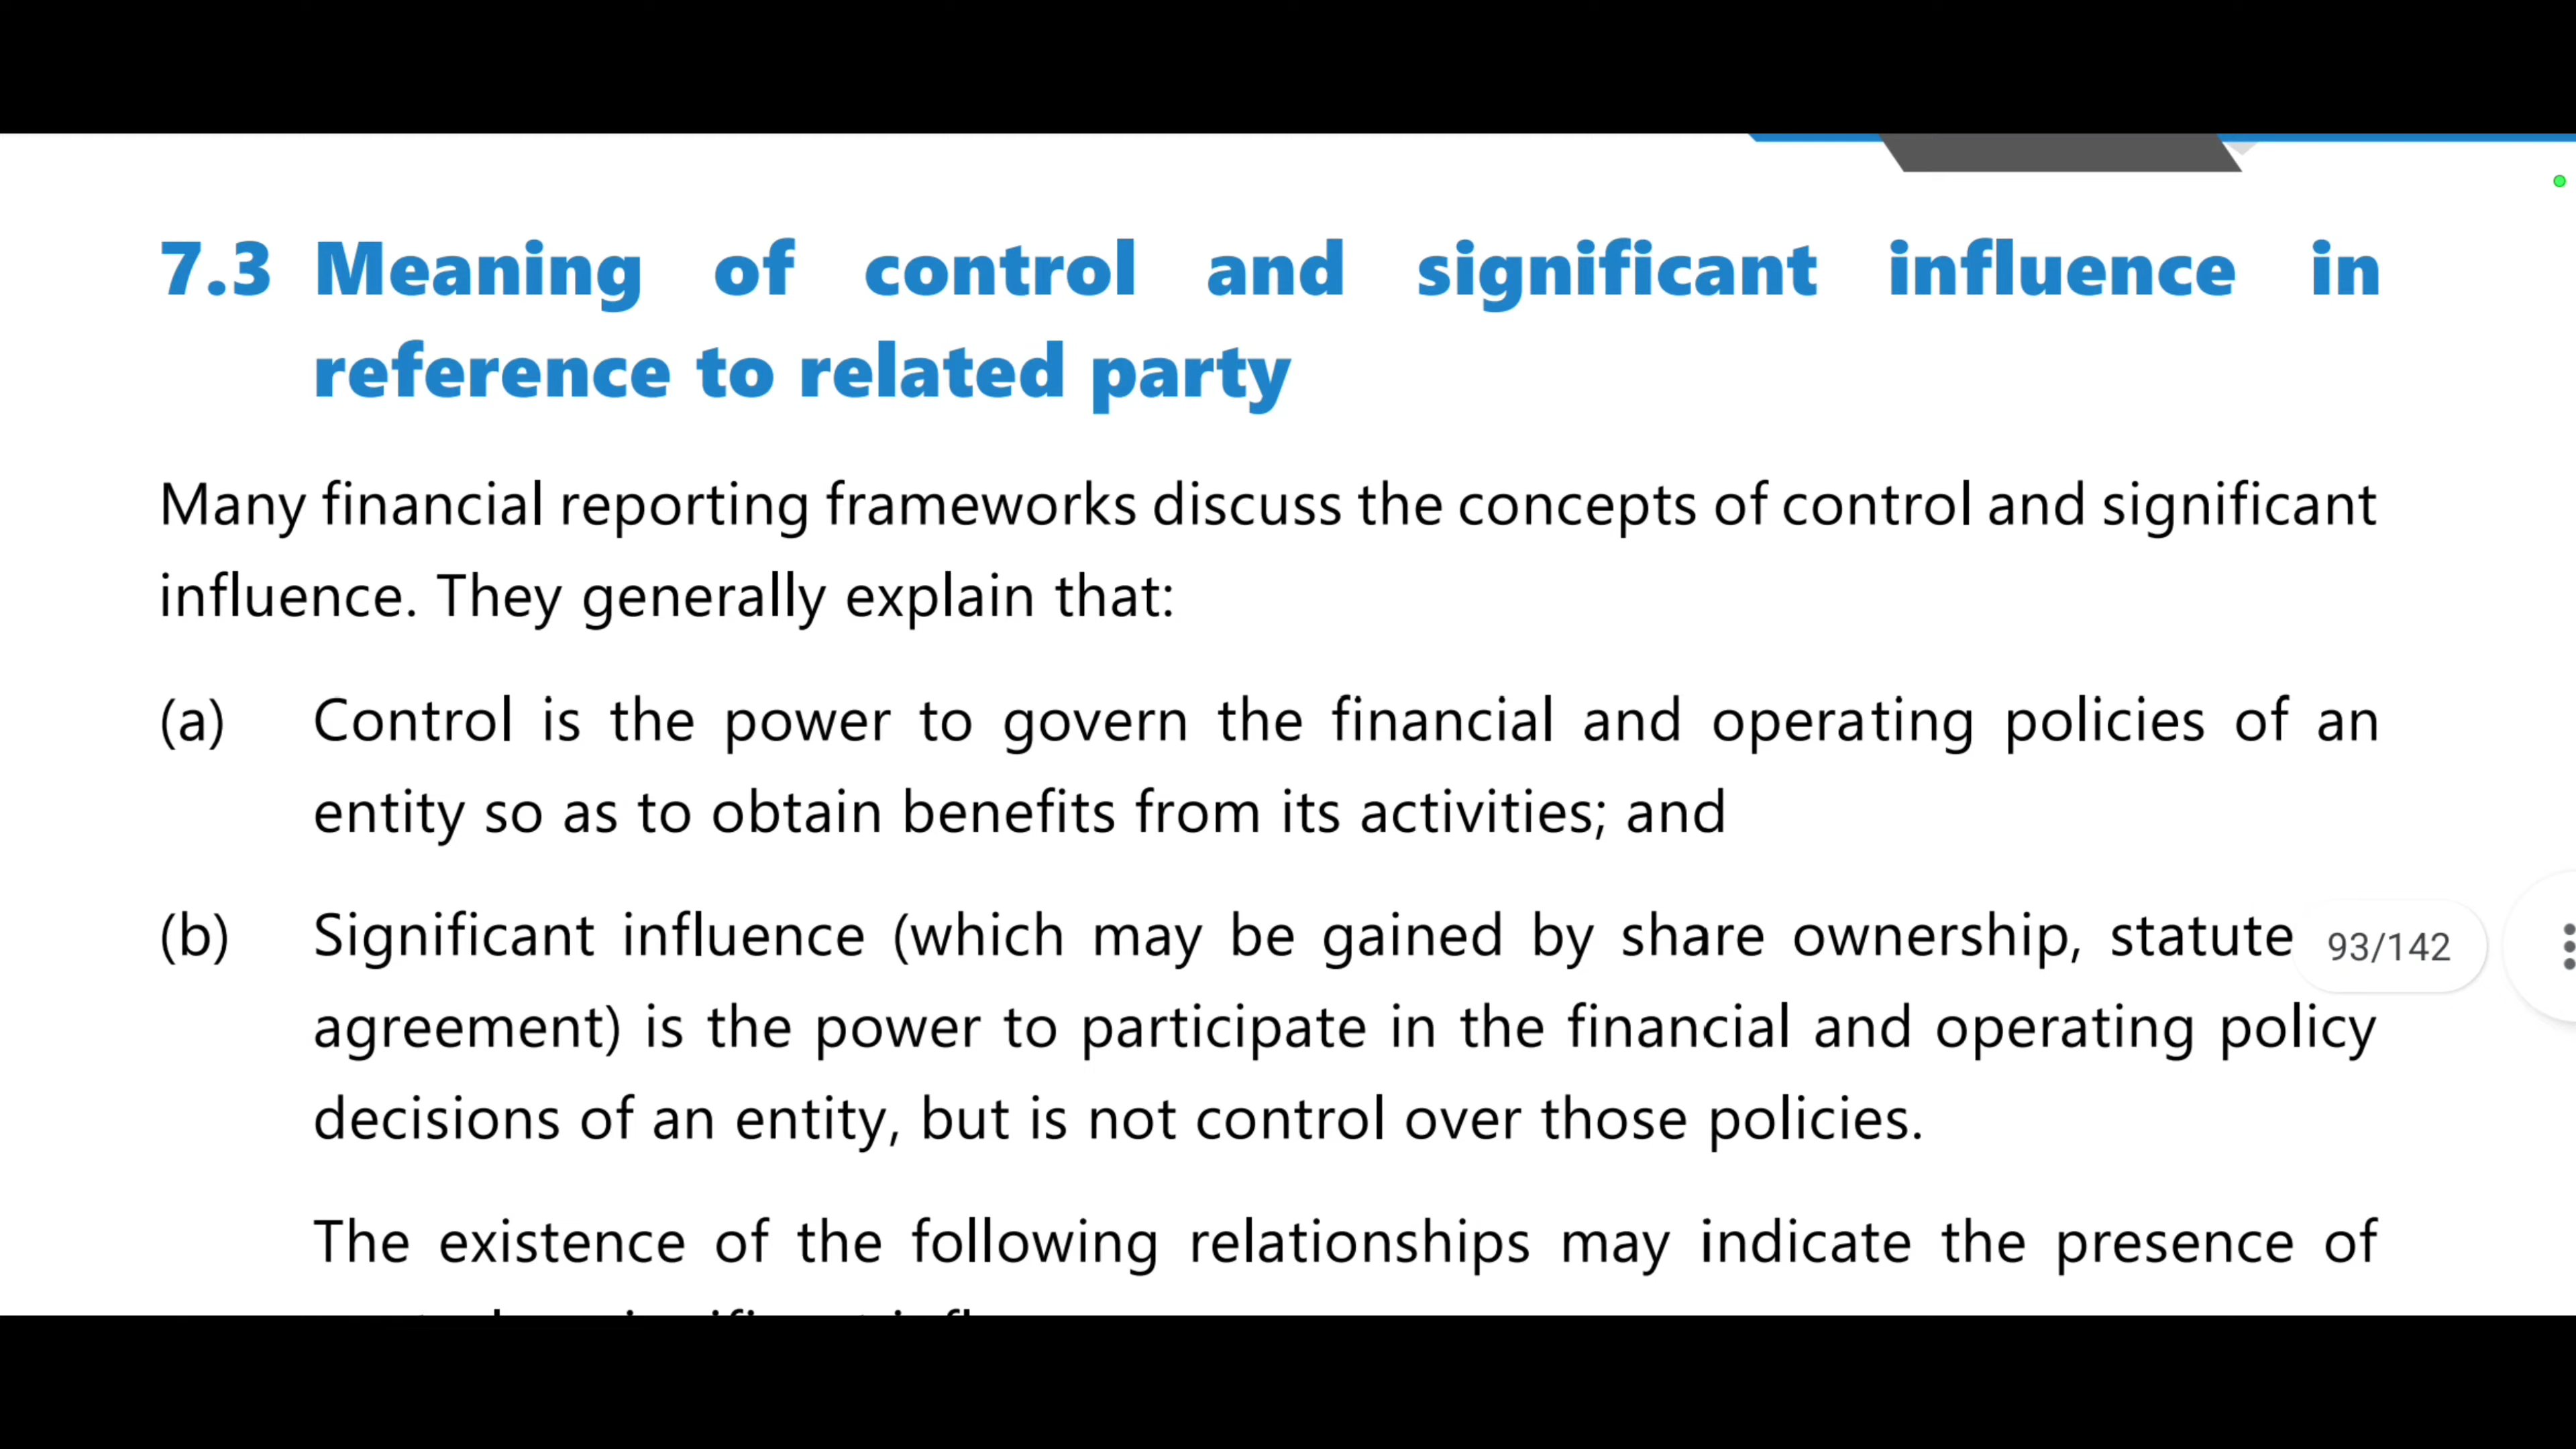 7.3 Meaning of control and significant influence in
reference to related party
Many financial reporting frameworks discuss the concepts of control and significant
influence. They generally explain that:
(a) Control is the power to govern the financial and operating policies of an
entity so as to obtain benefits from its activities; and
(b) Significant influence (which may be gained by share ownership, statute
93/142
agreement) is the power to participate in the financial and operating policy
decisions of an entity, but is not control over those policies.
The existence of the following relationships may indicate the presence of